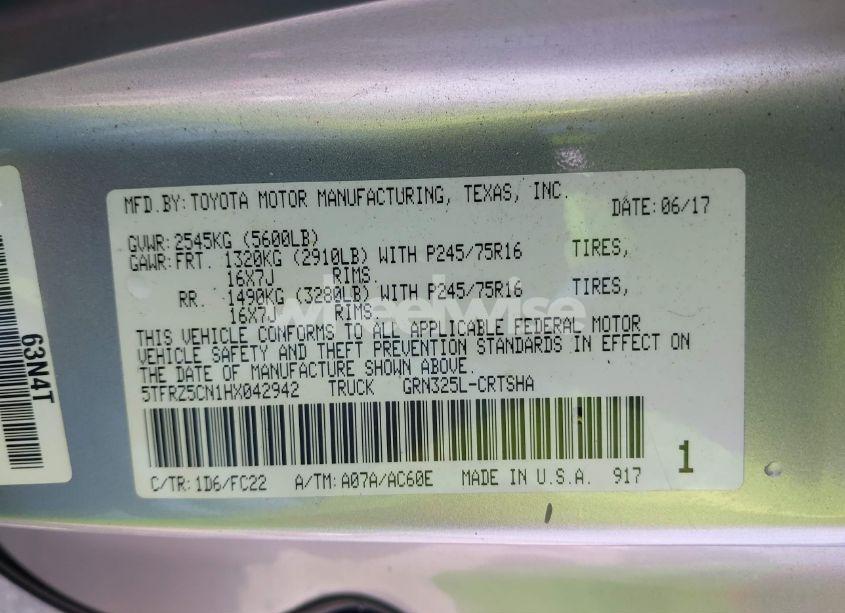 MFD.BY:TOYOTA MOTOR MANUFACTURING, TEXAS, INC. DATE:06/17
GVWR:2545KG (5600LB)
GAWR:FRT. 1320KG (2910LB) WITH P245/75R16 TIRES,
16X7J RIMS.
RR. 1490KG (3280LB) WITH P245/75R16 TIRES,
16X7J RIMS.
THIS VEHICLE CONFORMS TO ALL APPLICABLE FEDERAL MOTOR
VEHICLE SAFETY AND THEFT PREVENTION STANDARDS IN EFFECT ON
THE DATE OF MANUFACTURE SHOWN ABOVE.
5TFRZ5CN1HX042942 TRUCK GRN325L-CRTSHA
1
C/TR:1D6/FC22 A/TM:A07A/AC60E MADE IN U.S.A. 917
63N4T
wheelwise